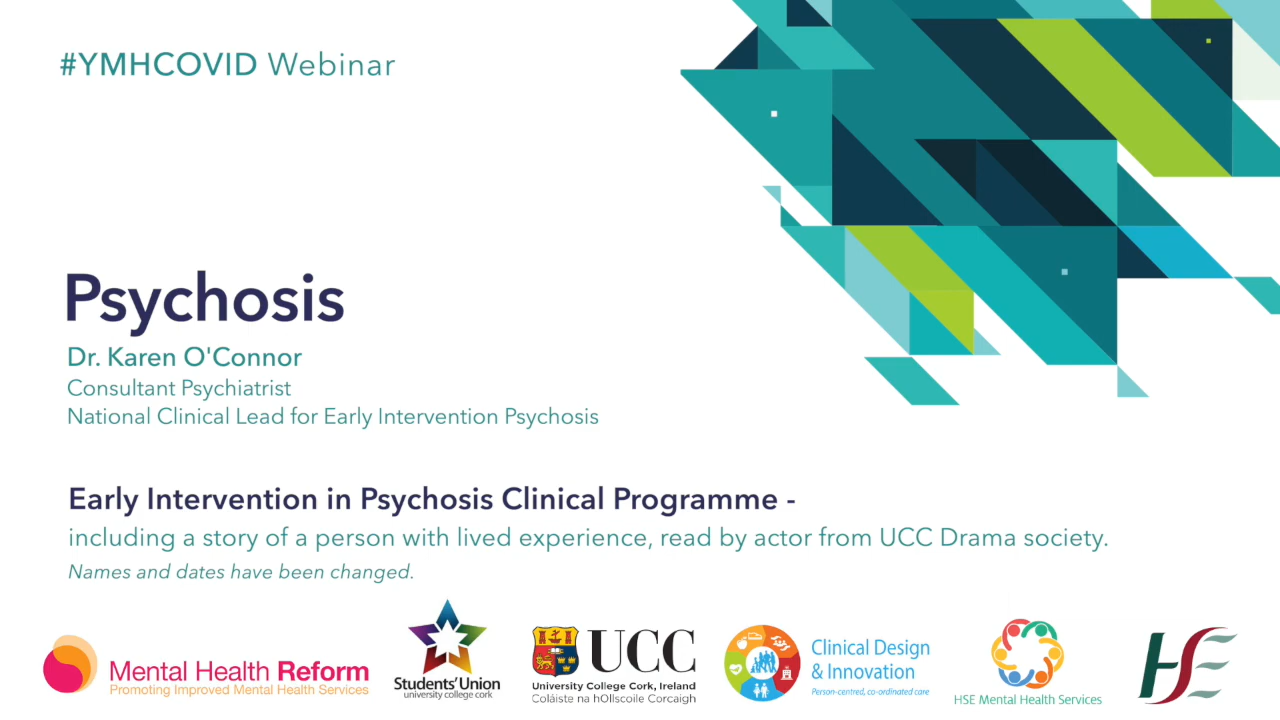 #YMHCOVID Webinar
Psychosis
Dr. Karen O'Connor
Consultant Psychiatrist
National Clinical Lead for Early Intervention Psychosis
Early Intervention in Psychosis Clinical Programme -
including a story of a person with lived experience, read by actor from UCC Drama society.
Names and dates have been changed.
Mental Health Reform
Promoting Improved Mental Health Services
Students' Union
university college cork
UCC
University College Cork, Ireland
Coláiste na hOllscoile Corcaigh
Clinical Design
& Innovation
Person-centred, co-ordinated care
HSE Mental Health Services
HSE